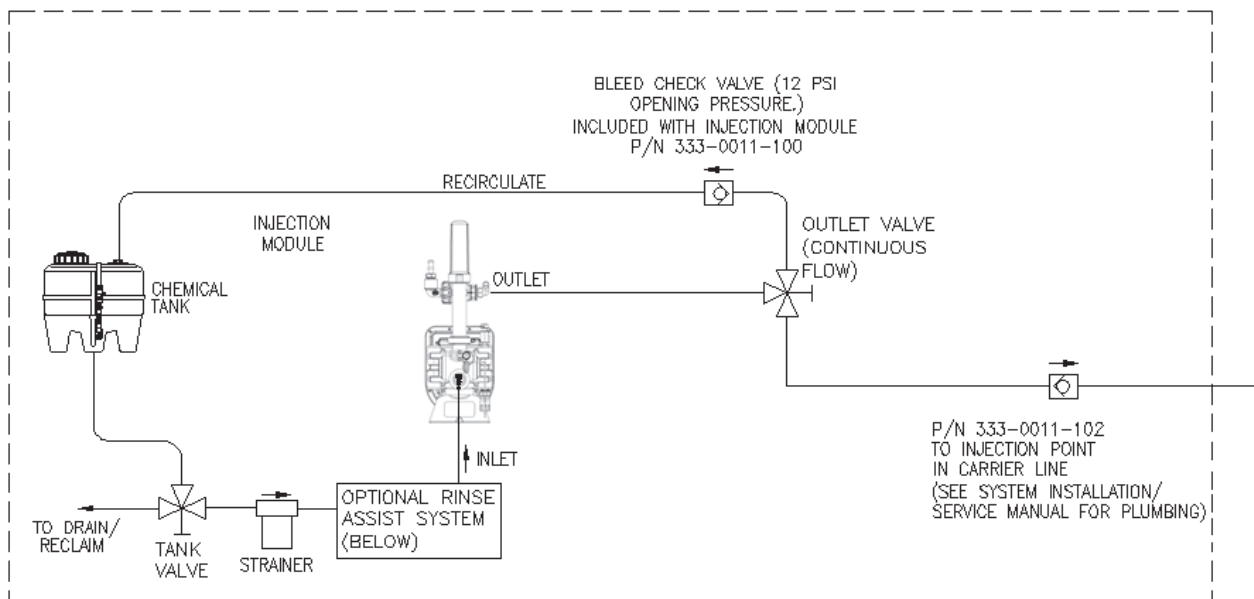 BLEED CHECK VALVE (12 PSI
OPENING PRESSURE.)
INCLUDED WITH INJECTION MODULE
P/N 333-0011-100
RECIRCULATE
INJECTION
MODULE
OUTLET VALVE
(CONTINUOUS
FLOW)
OUTLET
CHEMICAL
TANK
P/N 333-0011-102
TO INJECTION POINT
IN CARRIER LINE
(SEE SYSTEM INSTALLATION/
SERVICE MANUAL FOR PLUMBING)
INLET
OPTIONAL RINSE
ASSIST SYSTEM
(BELOW)
TO DRAIN/
RECLAIM
TANK
VALVE
STRAINER